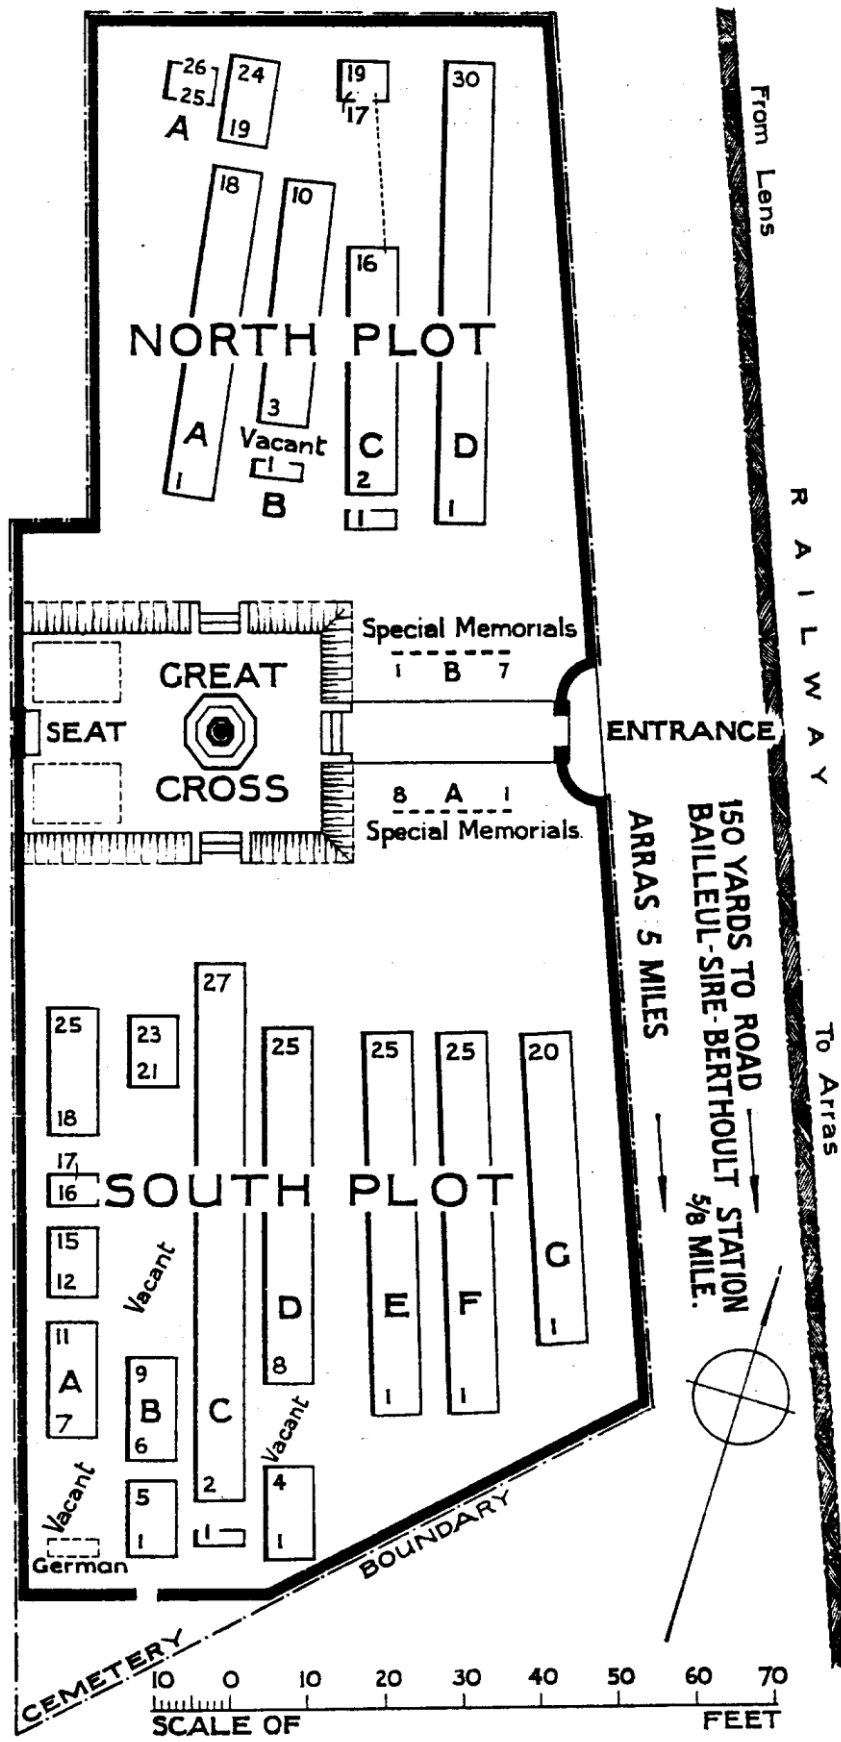 26
25
A
24
19
19
17
30
From Lens
18
10
16
NORTH PLOT
A
1
3
Vacant
1
B
C
2
1
D
1
RAILWAY
Special Memorials
1 B 7
GREAT
SEAT
CROSS
ENTRANCE
8 A 1
Special Memorials.
150 YARDS TO ROAD
BAILLEUL-SIRE-BERTHOULT STATION
5/8 MILE.
ARRAS 5 MILES
To Arras
25
18
17
16
15
12
11
A
7
Vacant
German
23
21
Vacant
9
B
6
5
1
27
C
2
1
25
D
8
Vacant
4
1
SOUTH PLOT
25
E
1
25
F
1
20
G
1
CEMETERY BOUNDARY
10 0 10 20 30 40 50 60 70
SCALE OF FEET